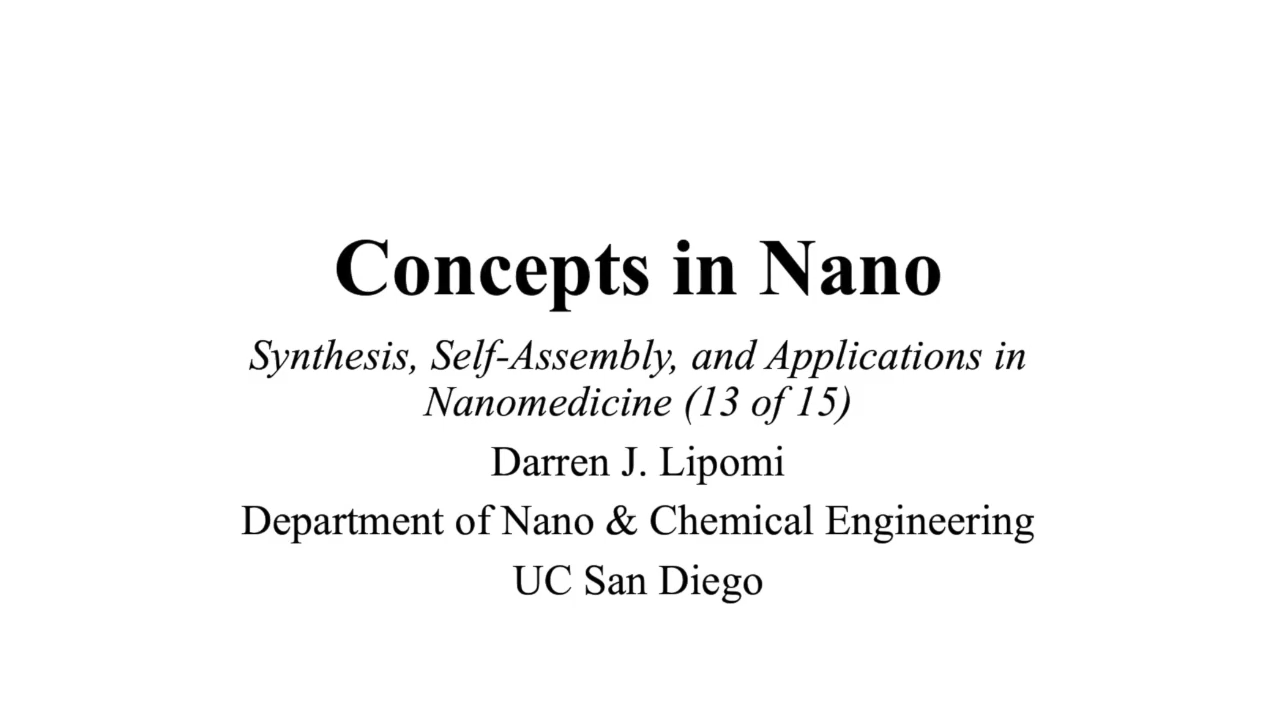 Concepts in Nano
Synthesis, Self-Assembly, and Applications in
Nanomedicine (13 of 15)
Darren J. Lipomi
Department of Nano & Chemical Engineering
UC San Diego